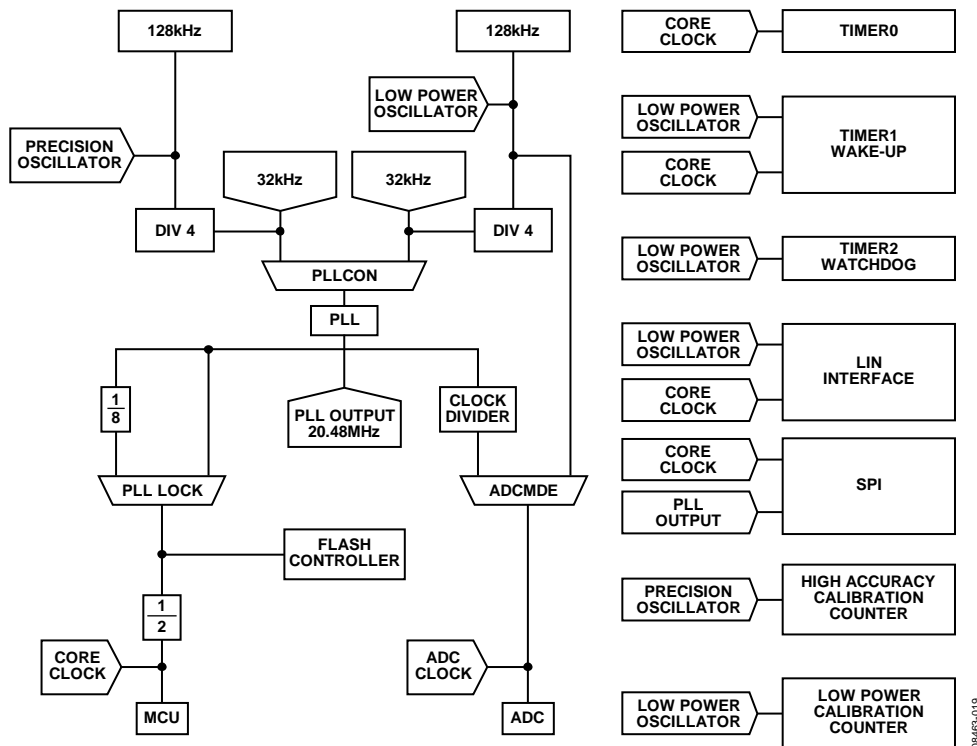 128kHz
128kHz
LOW POWER
OSCILLATOR
PRECISION
OSCILLATOR
32kHz
32kHz
DIV 4
DIV 4
PLLCON
PLL
1
8
PLL OUTPUT
20.48MHz
CLOCK
DIVIDER
PLL LOCK
ADCMDE
FLASH
CONTROLLER
1
2
CORE
CLOCK
ADC
CLOCK
MCU
ADC
CORE
CLOCK
TIMER0
LOW POWER
OSCILLATOR
CORE
CLOCK
TIMER1
WAKE-UP
LOW POWER
OSCILLATOR
TIMER2
WATCHDOG
LOW POWER
OSCILLATOR
CORE
CLOCK
LIN
INTERFACE
CORE
CLOCK
PLL
OUTPUT
SPI
PRECISION
OSCILLATOR
HIGH ACCURACY
CALIBRATION
COUNTER
LOW POWER
OSCILLATOR
LOW POWER
CALIBRATION
COUNTER
08463-019